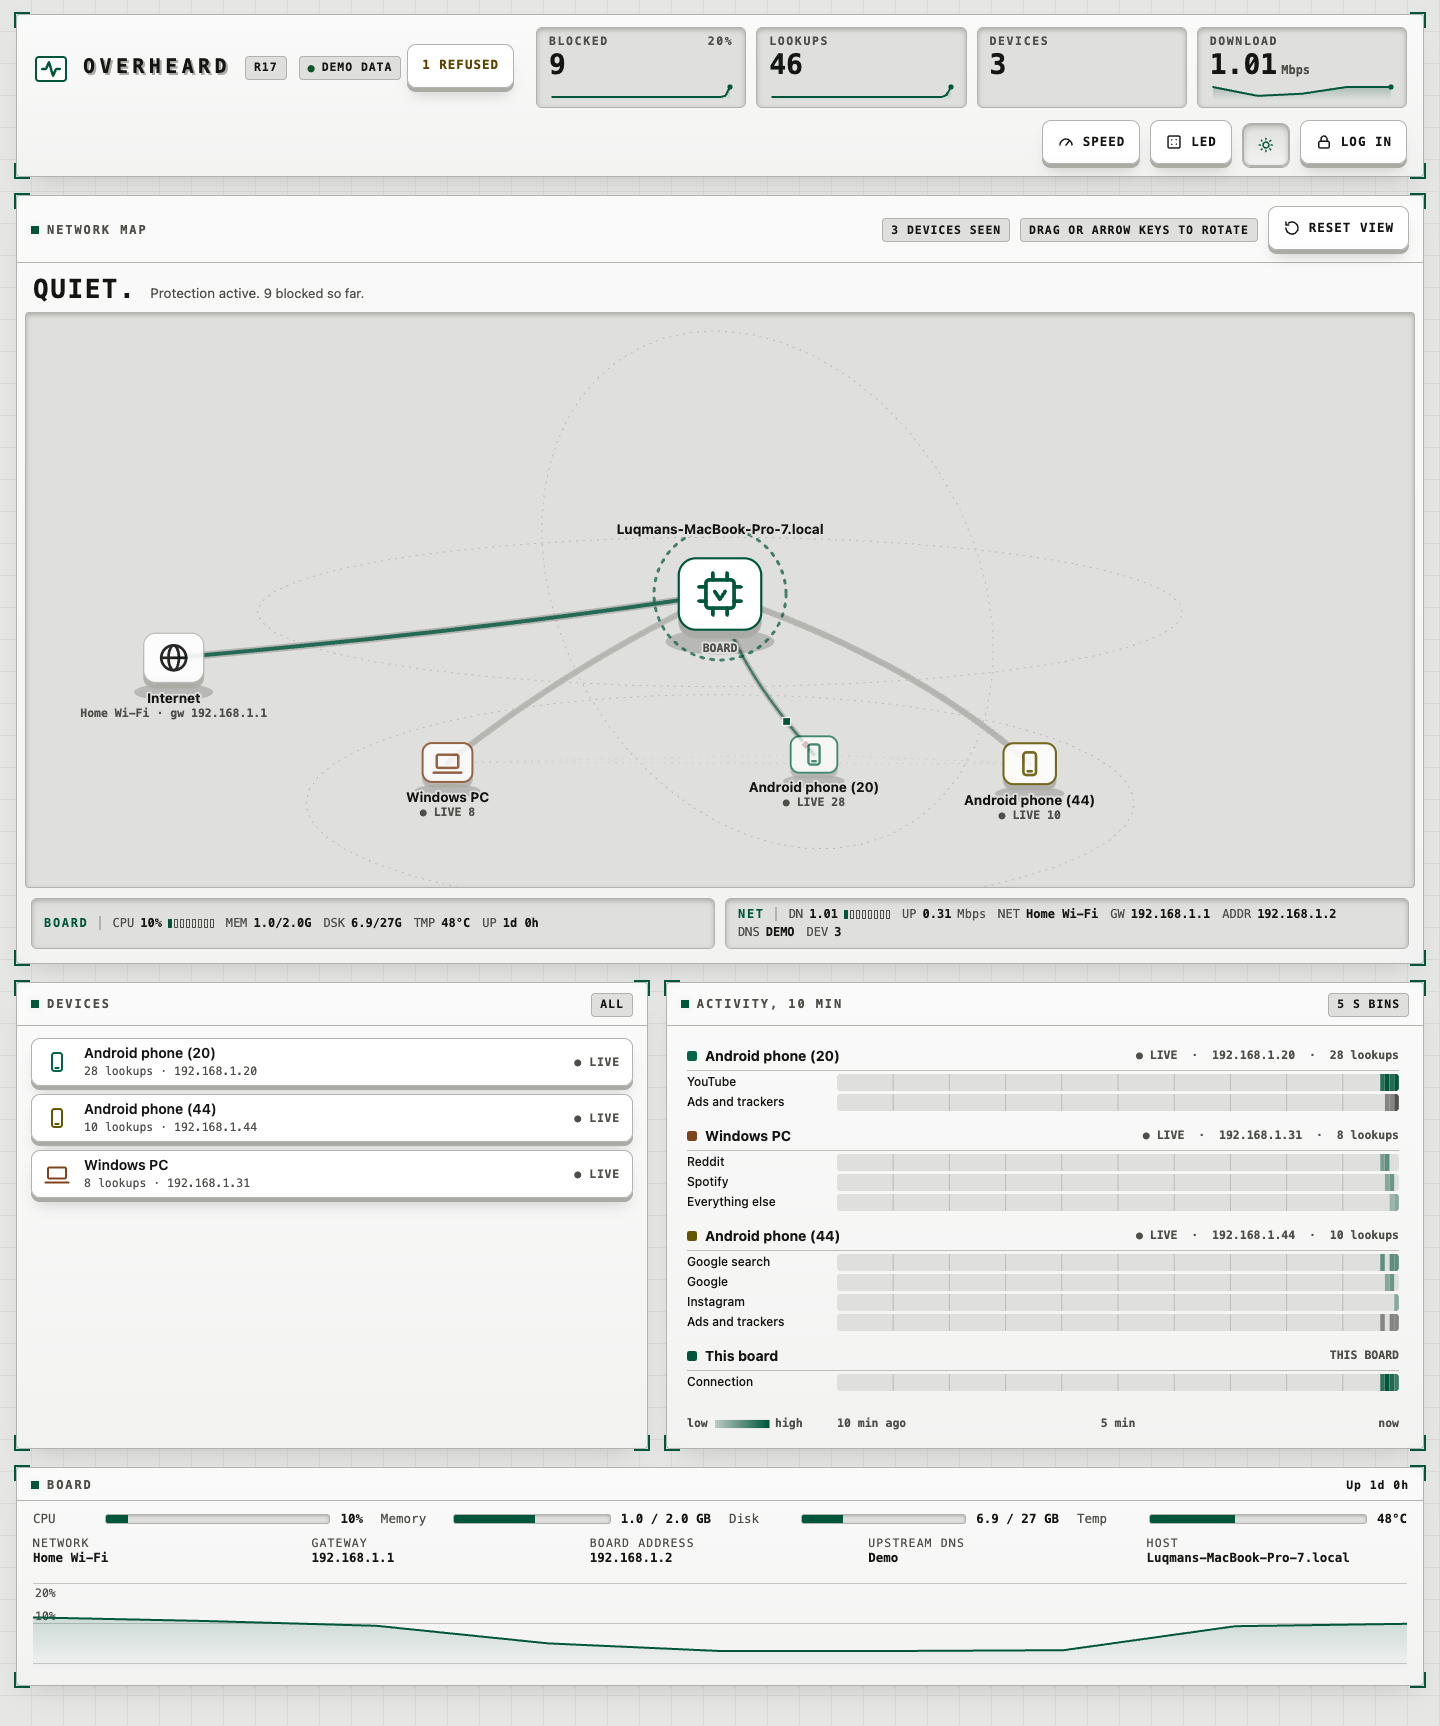 OVERHEARD R17 ● DEMO DATA 1 REFUSED
BLOCKED 20%
9
LOOKUPS
46
DEVICES
3
DOWNLOAD
1.01 Mbps
SPEED LED LOG IN
NETWORK MAP 3 DEVICES SEEN DRAG OR ARROW KEYS TO ROTATE RESET VIEW
QUIET. Protection active. 9 blocked so far.
Luqmans-MacBook-Pro-7.local
BOARD
Internet
Home Wi-Fi · gw 192.168.1.1
Windows PC
● LIVE 8
Android phone (20)
● LIVE 28
Android phone (44)
● LIVE 10
BOARD | CPU 10% MEM 1.0/2.0G DSK 6.9/27G TMP 48°C UP 1d 0h
NET | DN 1.01 UP 0.31 Mbps NET Home Wi-Fi GW 192.168.1.1 ADDR 192.168.1.2
DNS DEMO DEV 3
DEVICES ALL
Android phone (20)
28 lookups · 192.168.1.20
● LIVE
Android phone (44)
10 lookups · 192.168.1.44
● LIVE
Windows PC
8 lookups · 192.168.1.31
● LIVE
ACTIVITY, 10 MIN 5 S BINS
Android phone (20) ● LIVE · 192.168.1.20 · 28 lookups
YouTube
Ads and trackers
Windows PC ● LIVE · 192.168.1.31 · 8 lookups
Reddit
Spotify
Everything else
Android phone (44) ● LIVE · 192.168.1.44 · 10 lookups
Google search
Google
Instagram
Ads and trackers
This board THIS BOARD
Connection
low high 10 min ago 5 min now
BOARD Up 1d 0h
CPU 10% Memory 1.0 / 2.0 GB Disk 6.9 / 27 GB Temp 48°C
NETWORK GATEWAY BOARD ADDRESS UPSTREAM DNS HOST
Home Wi-Fi 192.168.1.1 192.168.1.2 Demo Luqmans-MacBook-Pro-7.local
20%
10%